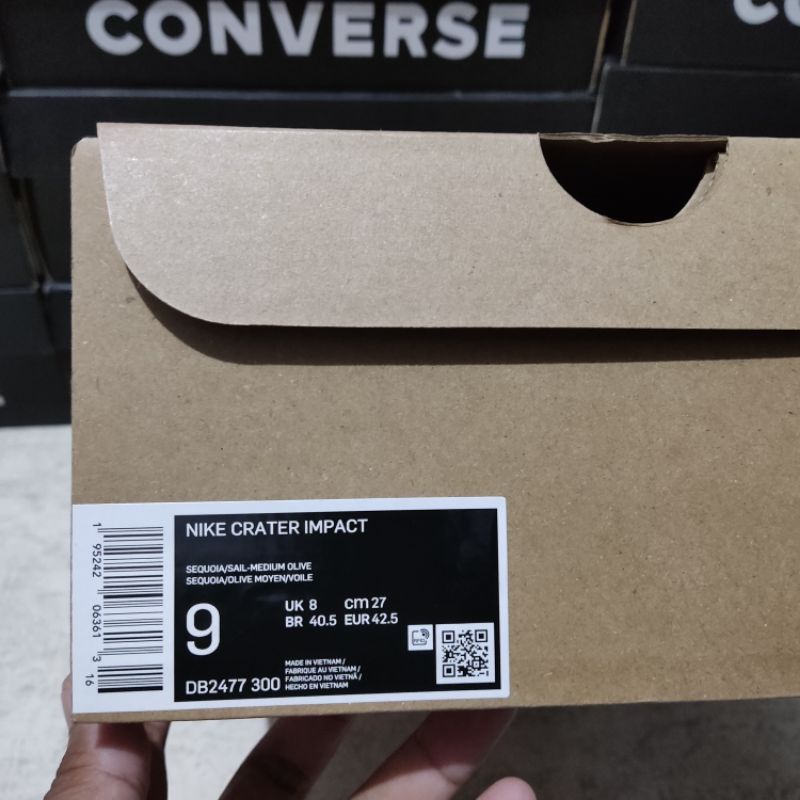 CONVERSE
NIKE CRATER IMPACT
SEQUOIA/SAIL-MEDIUM OLIVE
SEQUOIA/OLIVE MOYEN/VOILE
9
UK 8 cm 27
BR 40.5 EUR 42.5
DB2477 300
MADE IN VIETNAM /
FABRIQUE AU VIETNAM /
FABRICADO NO VIETNÃ /
HECHO EN VIETNAM
1 95242 06361 3 16